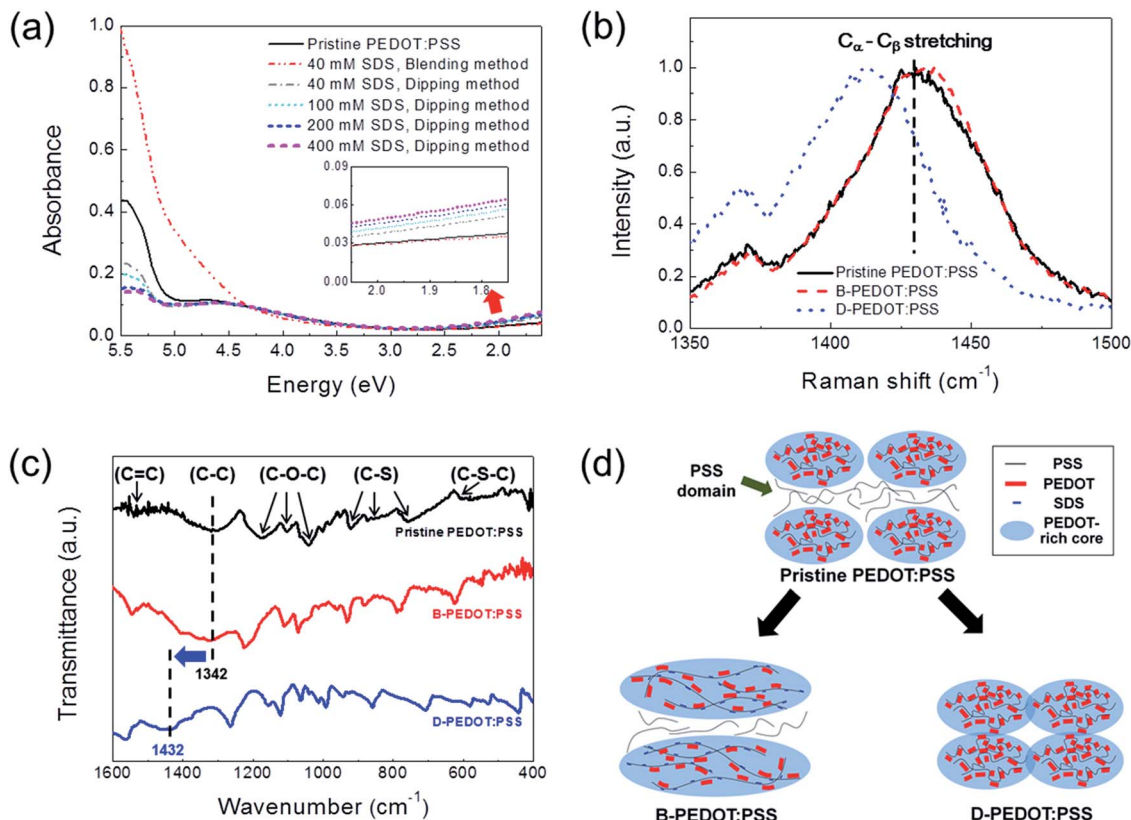 (a)
Absorbance
1.0
0.8
0.6
0.4
0.2
0.0
Pristine PEDOT:PSS
40 mM SDS, Blending method
40 mM SDS, Dipping method
100 mM SDS, Dipping method
200 mM SDS, Dipping method
400 mM SDS, Dipping method
0.09
0.06
0.03
0.00
2.0 1.9 1.8
5.5 5.0 4.5 4.0 3.5 3.0 2.5 2.0
Energy (eV)
(b)
Intensity (a.u.)
1.0
0.8
0.6
0.4
0.2
0.0
Cα - Cβ stretching
Pristine PEDOT:PSS
B-PEDOT:PSS
D-PEDOT:PSS
1350 1400 1450 1500
Raman shift (cm⁻¹)
(c)
Transmittance (a.u.)
(C=C) (C-C) (C-O-C) (C-S) (C-S-C)
Pristine PEDOT:PSS
B-PEDOT:PSS
1342
D-PEDOT:PSS
1432
1600 1400 1200 1000 800 600 400
Wavenumber (cm⁻¹)
(d)
PSS
domain
Pristine PEDOT:PSS
PSS
PEDOT
SDS
PEDOT-
rich core
B-PEDOT:PSS
D-PEDOT:PSS